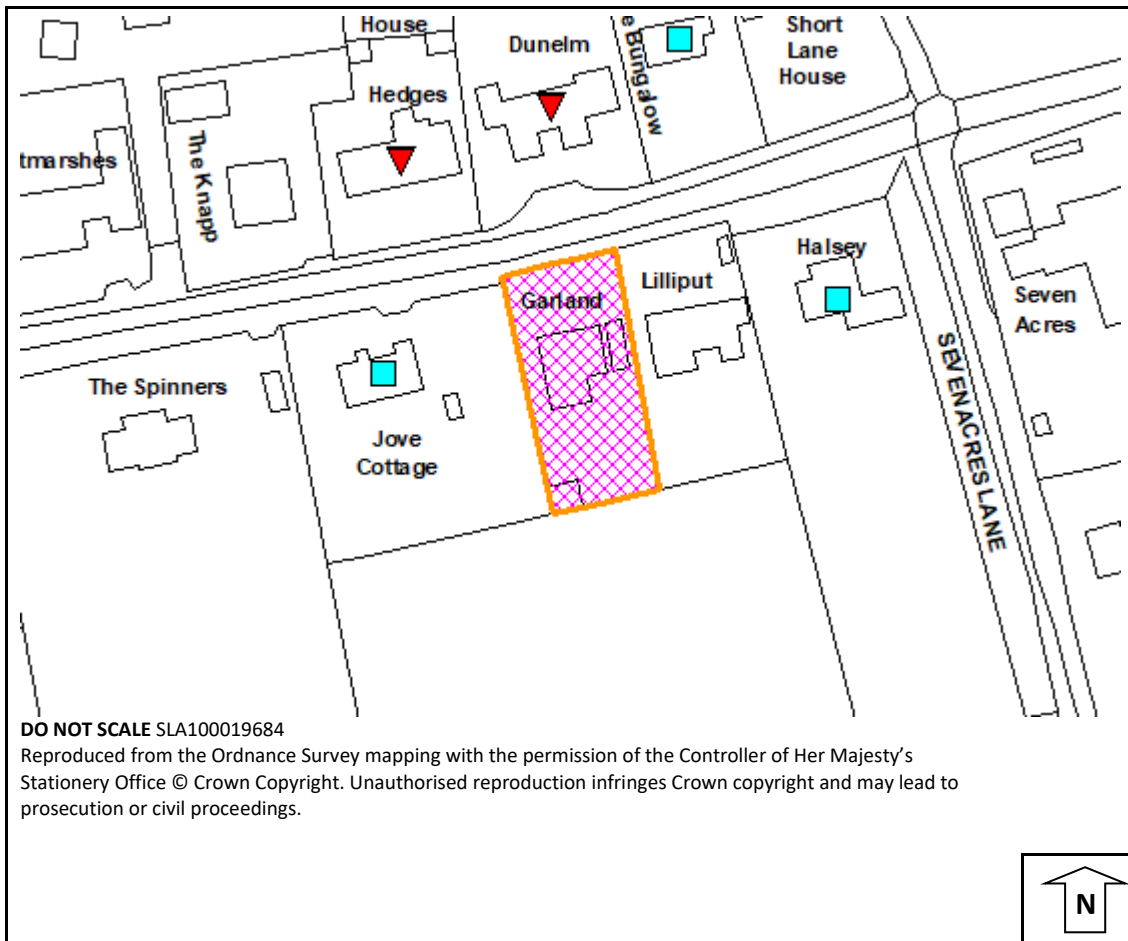 House
Dunelm
e Bungalow
Short
Lane
House
Hedges
tmarshes
The Knapp
Garland
Lilliput
Halsey
Seven
Acres
The Spinners
Jove
Cottage
SEVENACRES LANE
DO NOT SCALE SLA100019684
Reproduced from the Ordnance Survey mapping with the permission of the Controller of Her Majesty’s
Stationery Office © Crown Copyright. Unauthorised reproduction infringes Crown copyright and may lead to
prosecution or civil proceedings.
N